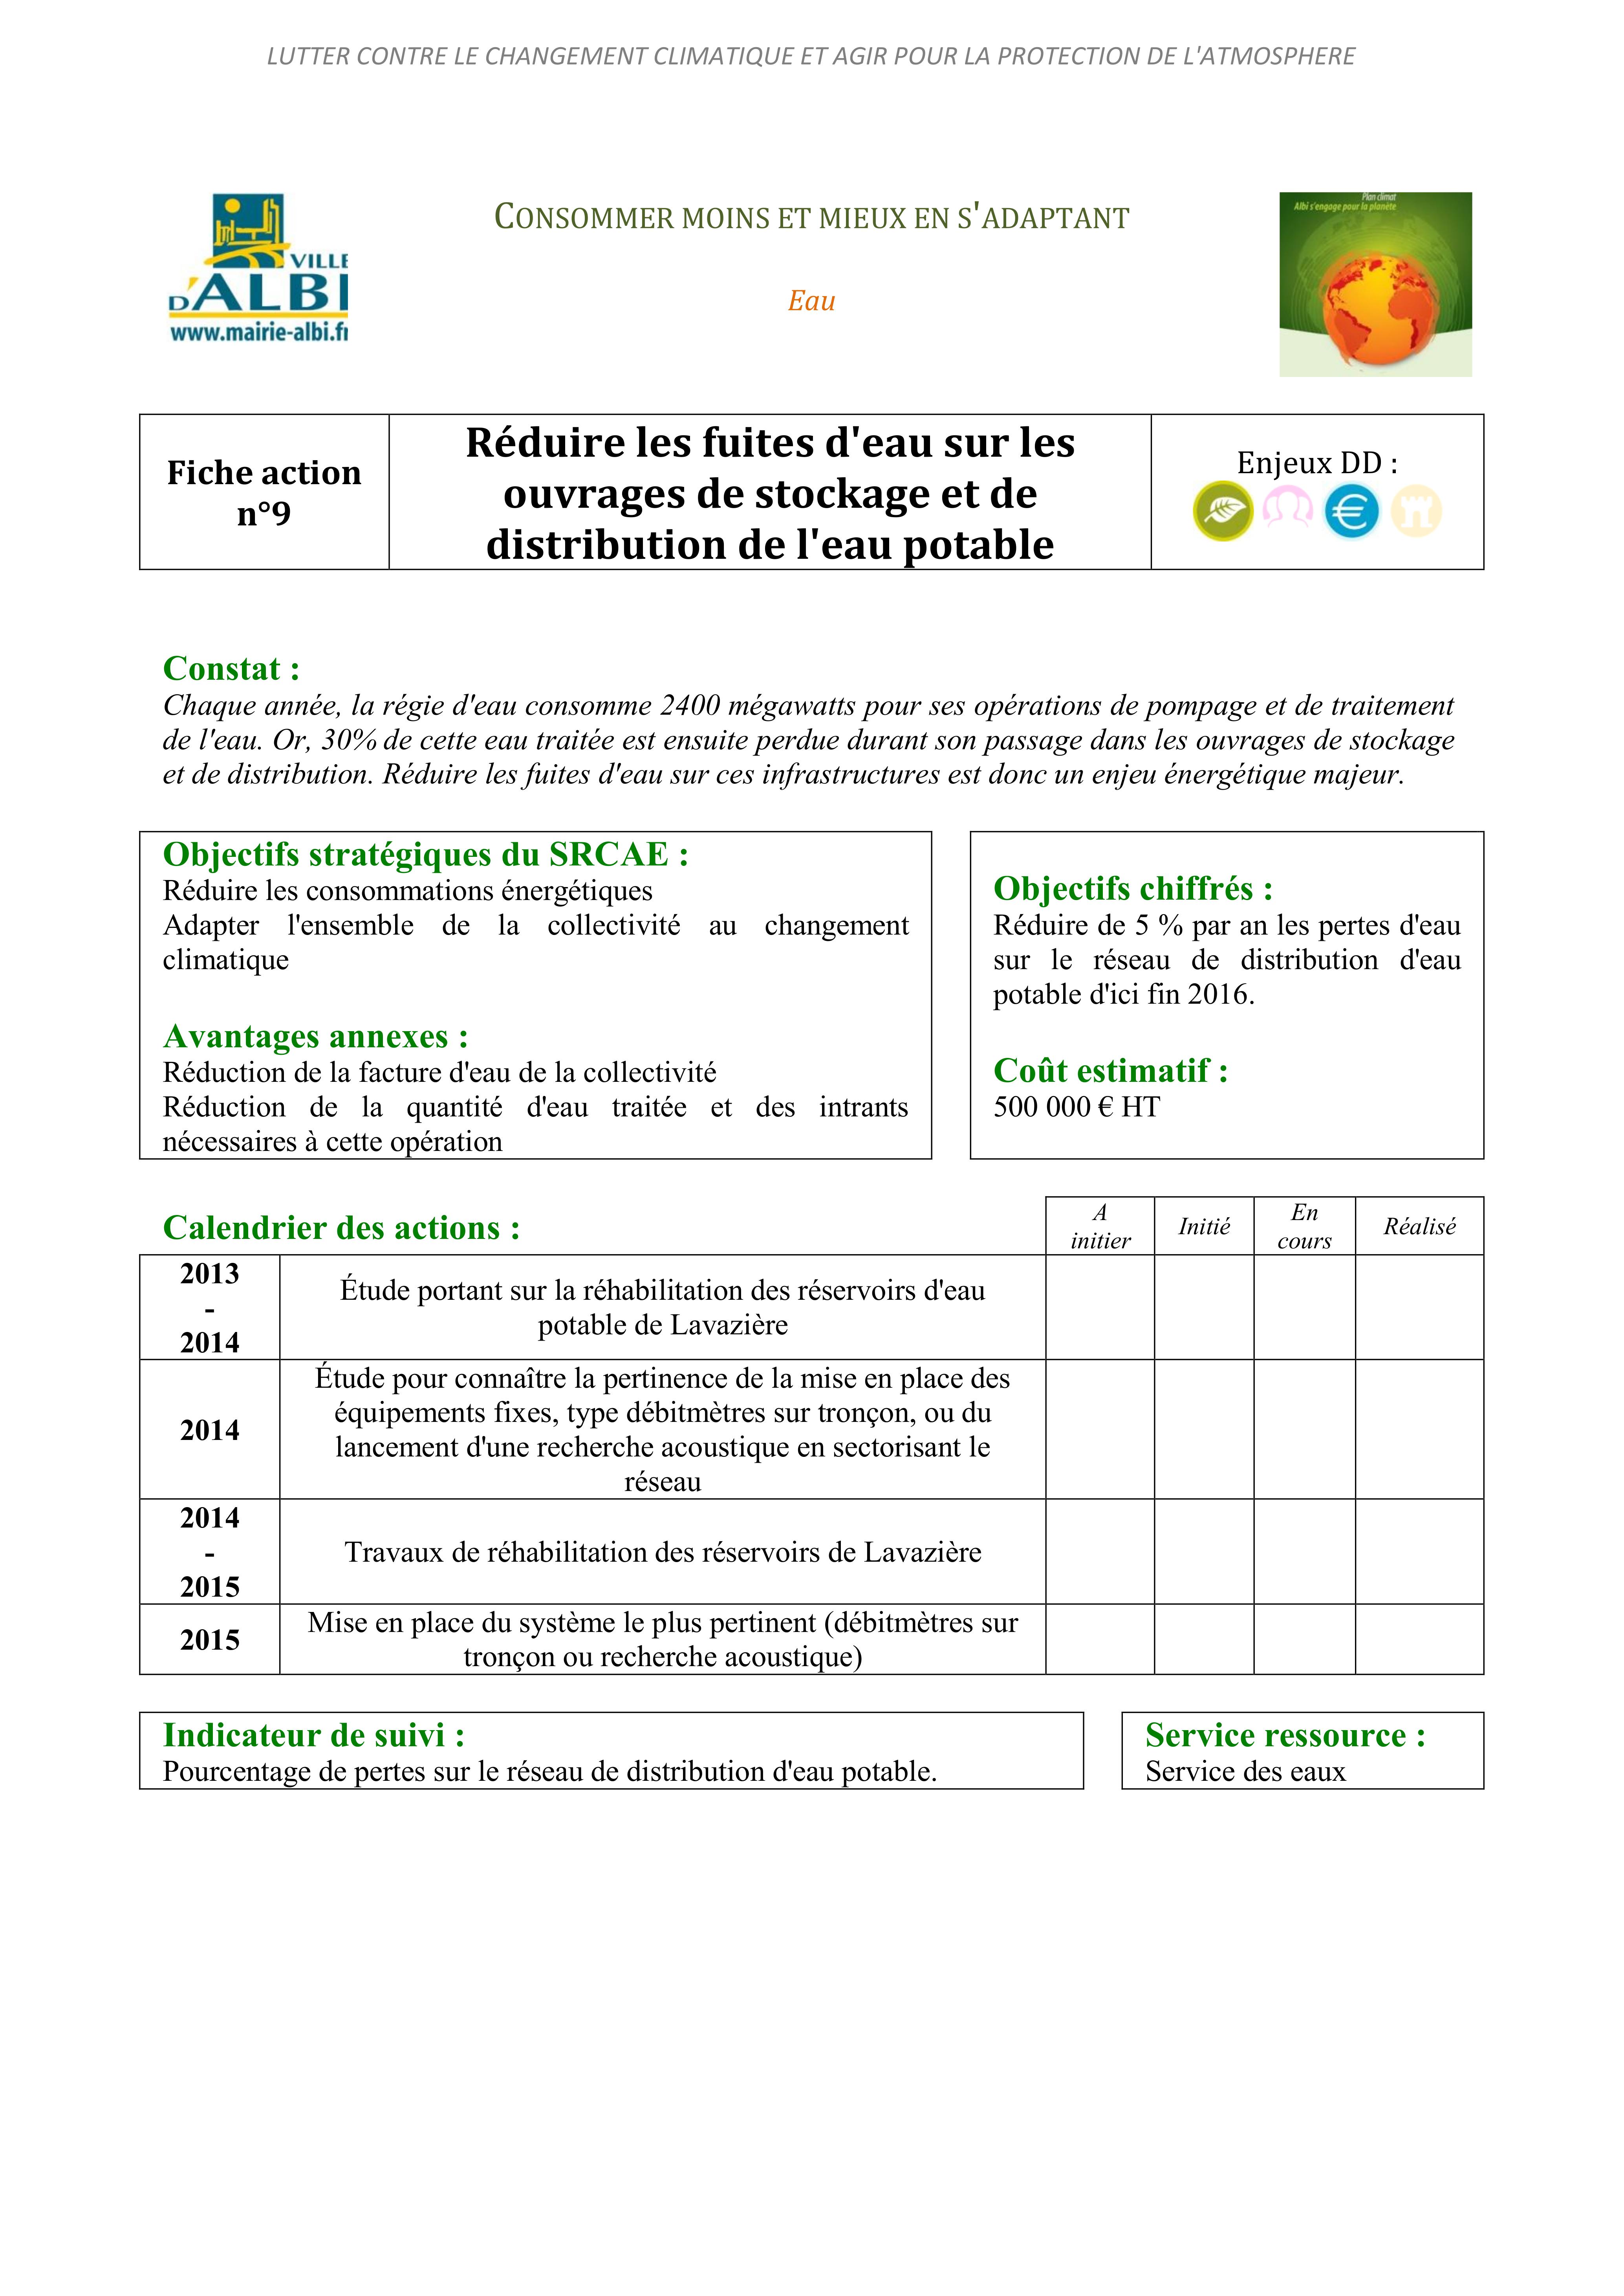 LUTTER CONTRE LE CHANGEMENT CLIMATIQUE ET AGIR POUR LA PROTECTION DE L'ATMOSPHERE
VILLE
D'ALBI
www.mairie-albi.fr
CONSOMMER MOINS ET MIEUX EN S'ADAPTANT
Eau
Plan climat
Albi s'engage pour la planète
Fiche action
n°9
Réduire les fuites d'eau sur les
ouvrages de stockage et de
distribution de l'eau potable
Enjeux DD :
€
Constat :
Chaque année, la régie d'eau consomme 2400 mégawatts pour ses opérations de pompage et de traitement
de l'eau. Or, 30% de cette eau traitée est ensuite perdue durant son passage dans les ouvrages de stockage
et de distribution. Réduire les fuites d'eau sur ces infrastructures est donc un enjeu énergétique majeur.
Objectifs stratégiques du SRCAE :
Réduire les consommations énergétiques
Adapter l'ensemble de la collectivité au changement
climatique
Avantages annexes :
Réduction de la facture d'eau de la collectivité
Réduction de la quantité d'eau traitée et des intrants
nécessaires à cette opération
Objectifs chiffrés :
Réduire de 5 % par an les pertes d'eau
sur le réseau de distribution d'eau
potable d'ici fin 2016.
Coût estimatif :
500 000 € HT
Calendrier des actions :
A
initier
Initié
En
cours
Réalisé
2013
-
2014
Étude portant sur la réhabilitation des réservoirs d'eau
potable de Lavazière
2014
Étude pour connaître la pertinence de la mise en place des
équipements fixes, type débitmètres sur tronçon, ou du
lancement d'une recherche acoustique en sectorisant le
réseau
2014
-
2015
Travaux de réhabilitation des réservoirs de Lavazière
2015
Mise en place du système le plus pertinent (débitmètres sur
tronçon ou recherche acoustique)
Indicateur de suivi :
Pourcentage de pertes sur le réseau de distribution d'eau potable.
Service ressource :
Service des eaux